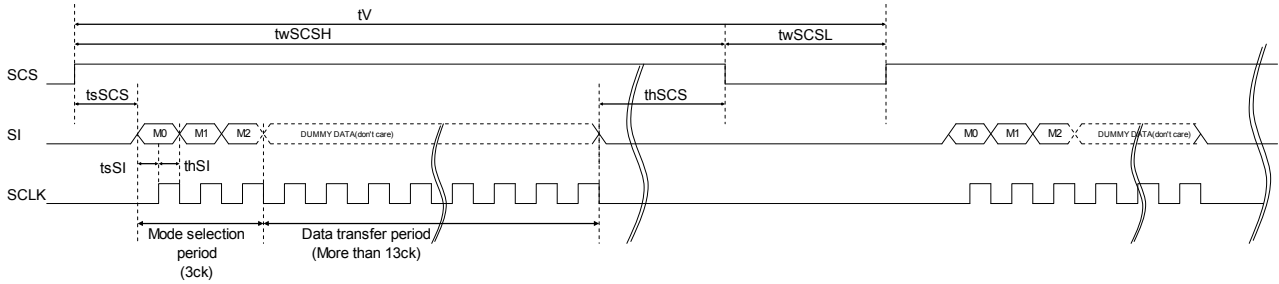 tV
twSCSH
twSCSL
SCS
tsSCS
thSCS
SI
M0
M1
M2
DUMMY DATA(don't care)
M0
M1
M2
DUMMY DATA(don't care)
tsSI
thSI
SCLK
Mode selection
period
(3ck)
Data transfer period
(More than 13ck)